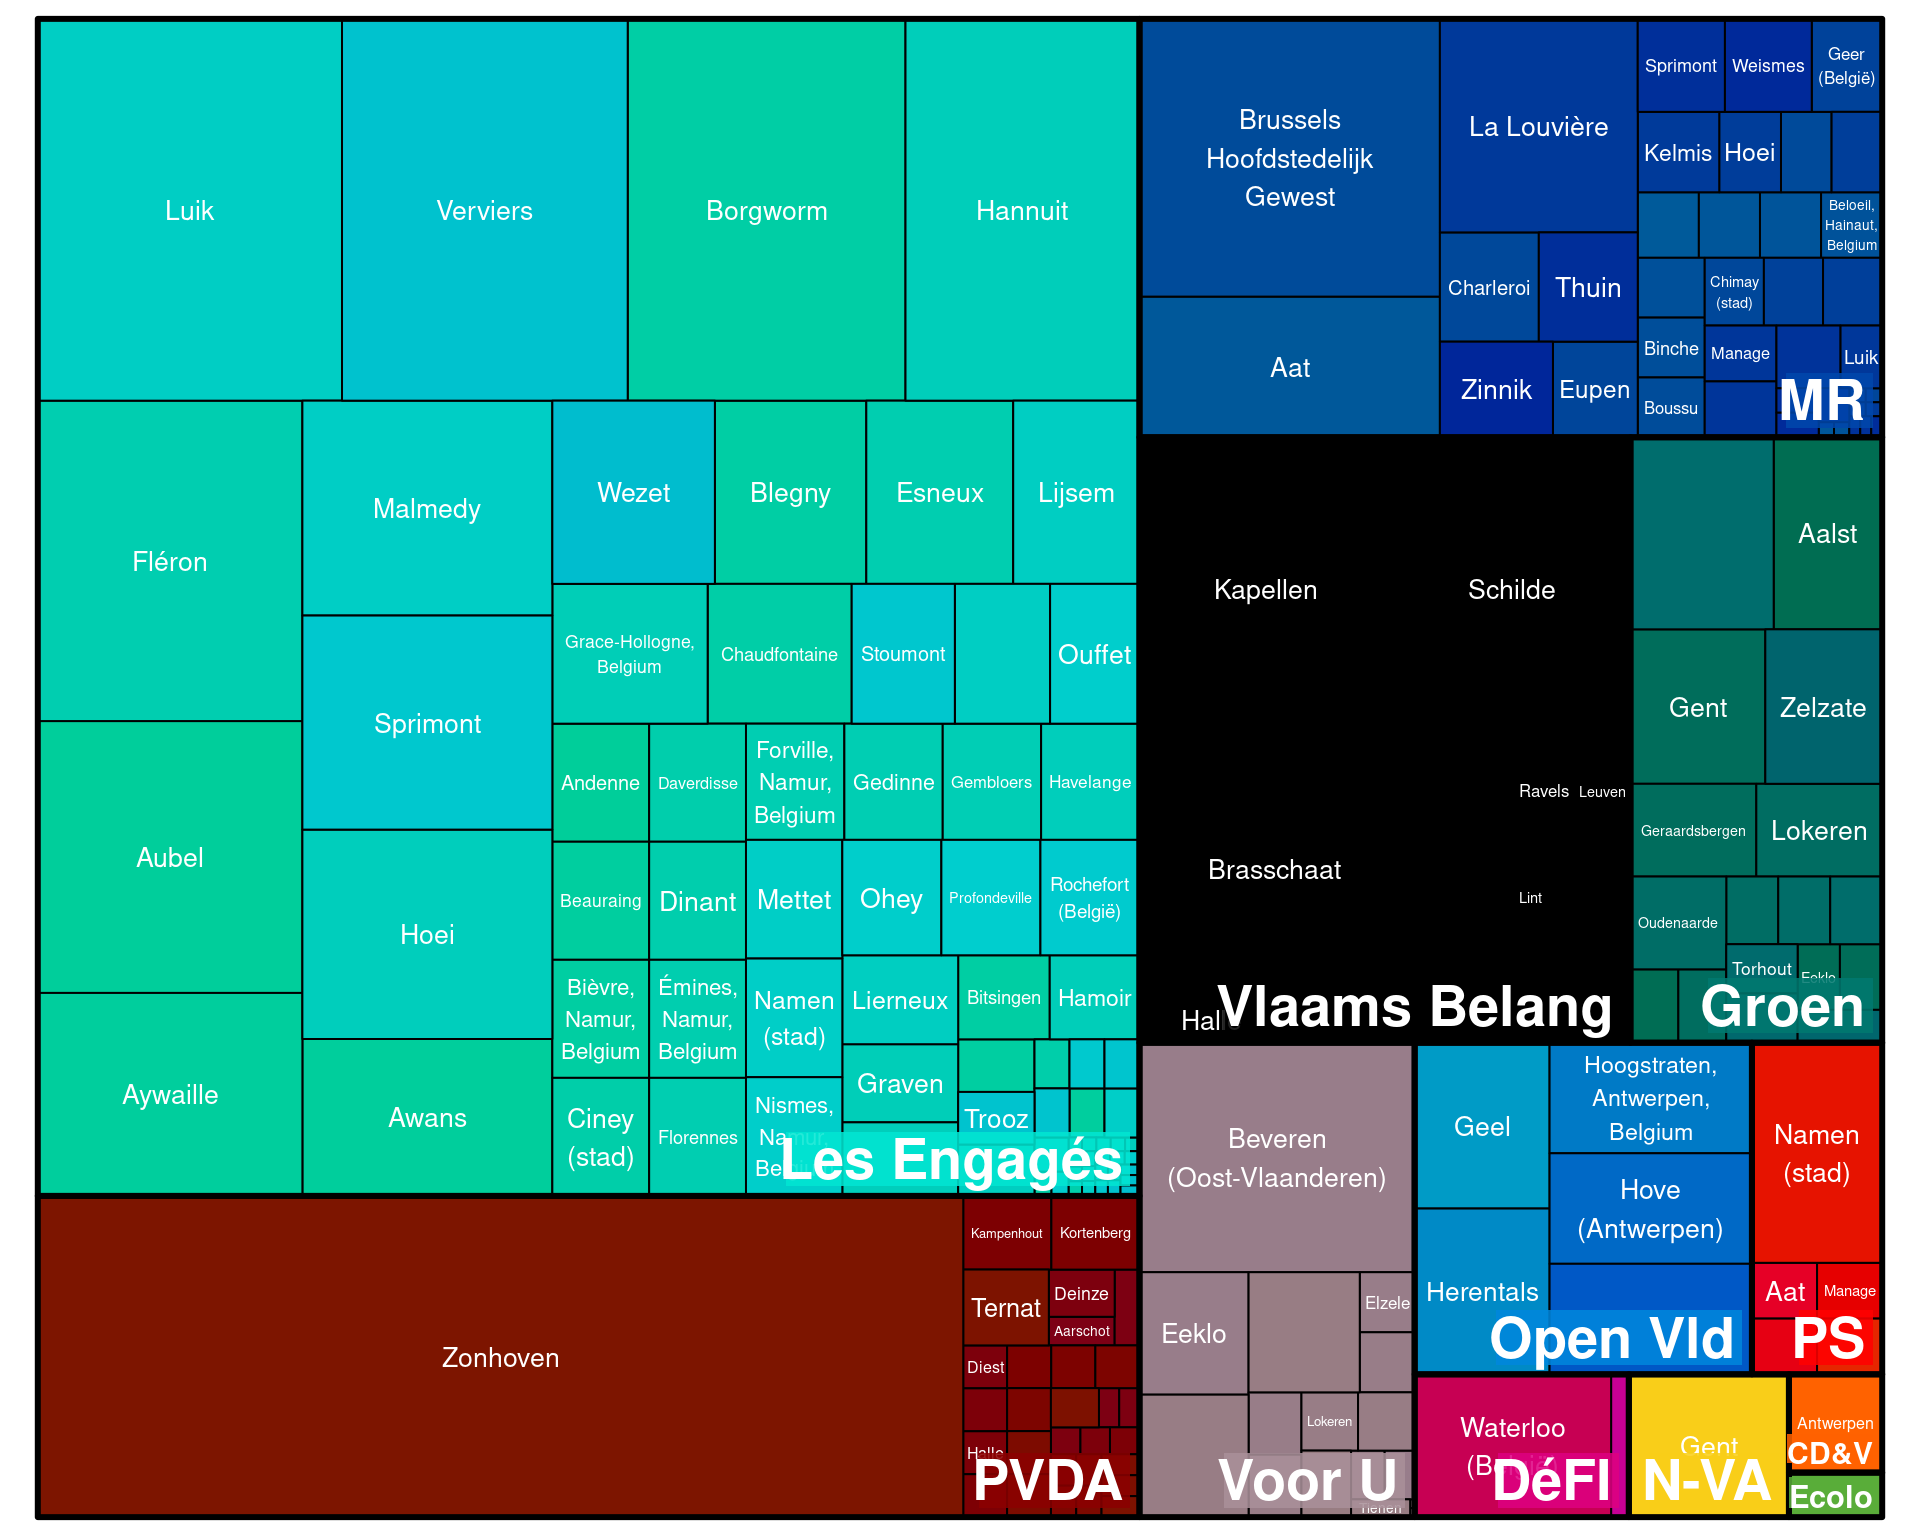 Luik
Verviers
Borgworm
Hannuit
Fléron
Malmedy
Wezet
Blegny
Esneux
Lijsem
Sprimont
Grace-Hollogne,
Belgium
Chaudfontaine
Stoumont
Ouffet
Aubel
Hoei
Andenne
Daverdisse
Forville,
Namur,
Belgium
Gedinne
Gembloers
Havelange
Beauraing
Dinant
Mettet
Ohey
Profondeville
Rochefort
(België)
Aywaille
Awans
Bièvre,
Namur,
Belgium
Émines,
Namur,
Belgium
Namen
(stad)
Lierneux
Bitsingen
Hamoir
Graven
Trooz
Ciney
(stad)
Florennes
Nismes,
Namur,
Belgium
Les Engagés
Zonhoven
Kampenhout
Kortenberg
Ternat
Deinze
Aarschot
Diest
Halle
PVDA
Brussels
Hoofdstedelijk
Gewest
Aat
La Louvière
Charleroi
Thuin
Zinnik
Eupen
Sprimont
Weismes
Geer
(België)
Kelmis
Hoei
Beloeil,
Hainaut,
Belgium
Chimay
(stad)
Binche
Manage
Luik
Boussu
MR
Kapellen
Schilde
Ravels
Leuven
Brasschaat
Lint
Halle
Vlaams Belang
Aalst
Gent
Zelzate
Geraardsbergen
Lokeren
Oudenaarde
Torhout
Eeklo
Groen
Beveren
(Oost-Vlaanderen)
Eeklo
Elzele
Lokeren
Tienen
Voor U
Geel
Hoogstraten,
Antwerpen,
Belgium
Hove
(Antwerpen)
Herentals
Open Vld
Namen
(stad)
Aat
Manage
PS
Waterloo
(België)
DéFI
Gent
N-VA
Antwerpen
CD&V
Ecolo